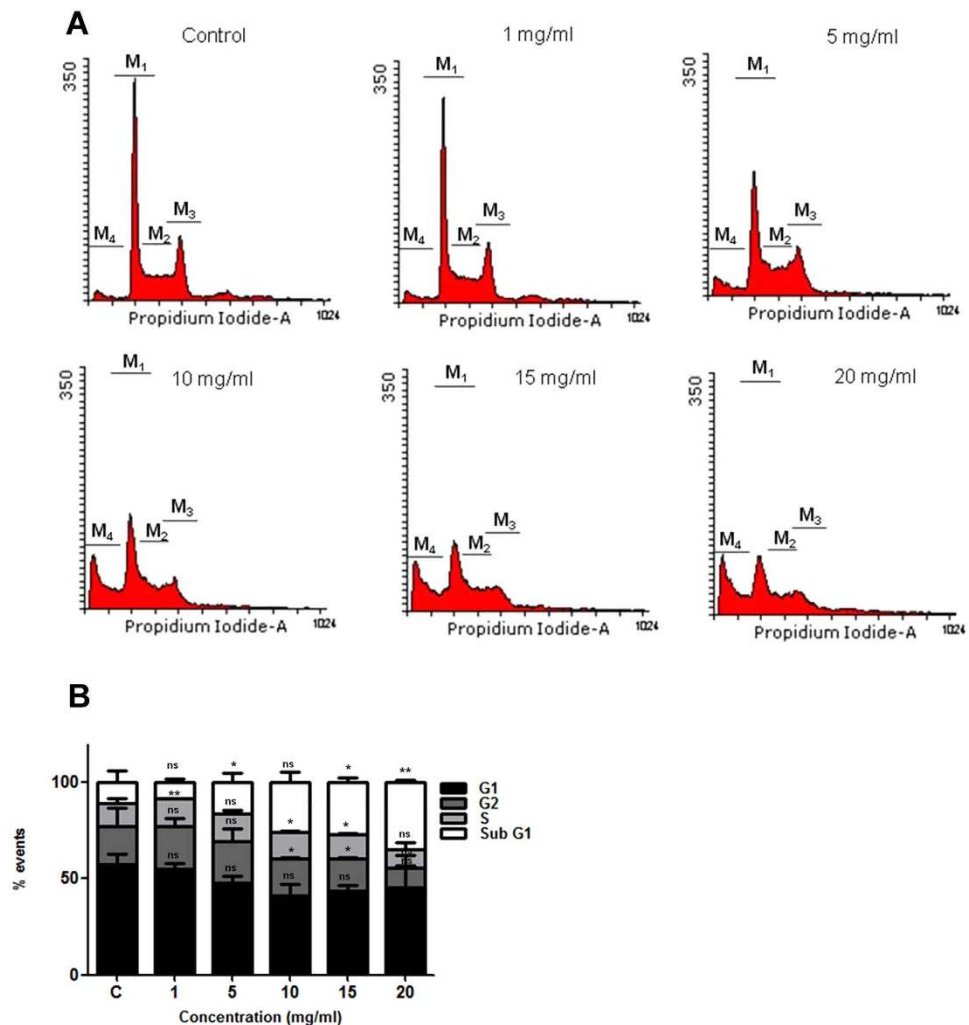 A
Control
1 mg/ml
5 mg/ml
350
M₁
M₄
M₂
M₃
Propidium Iodide-A
1024
350
M₁
M₄
M₂
M₃
Propidium Iodide-A
1024
350
M₁
M₄
M₂
M₃
Propidium Iodide-A
1024
10 mg/ml
15 mg/ml
20 mg/ml
350
M₁
M₄
M₂
M₃
Propidium Iodide-A
1024
350
M₁
M₄
M₂
M₃
Propidium Iodide-A
1024
350
M₁
M₄
M₂
M₃
Propidium Iodide-A
1024
B
ns * ns * **
** ns * * ns
ns ns * *
ns ns ns ns ns
100
50
0
% events
C 1 5 10 15 20
Concentration (mg/ml)
G1
G2
S
Sub G1